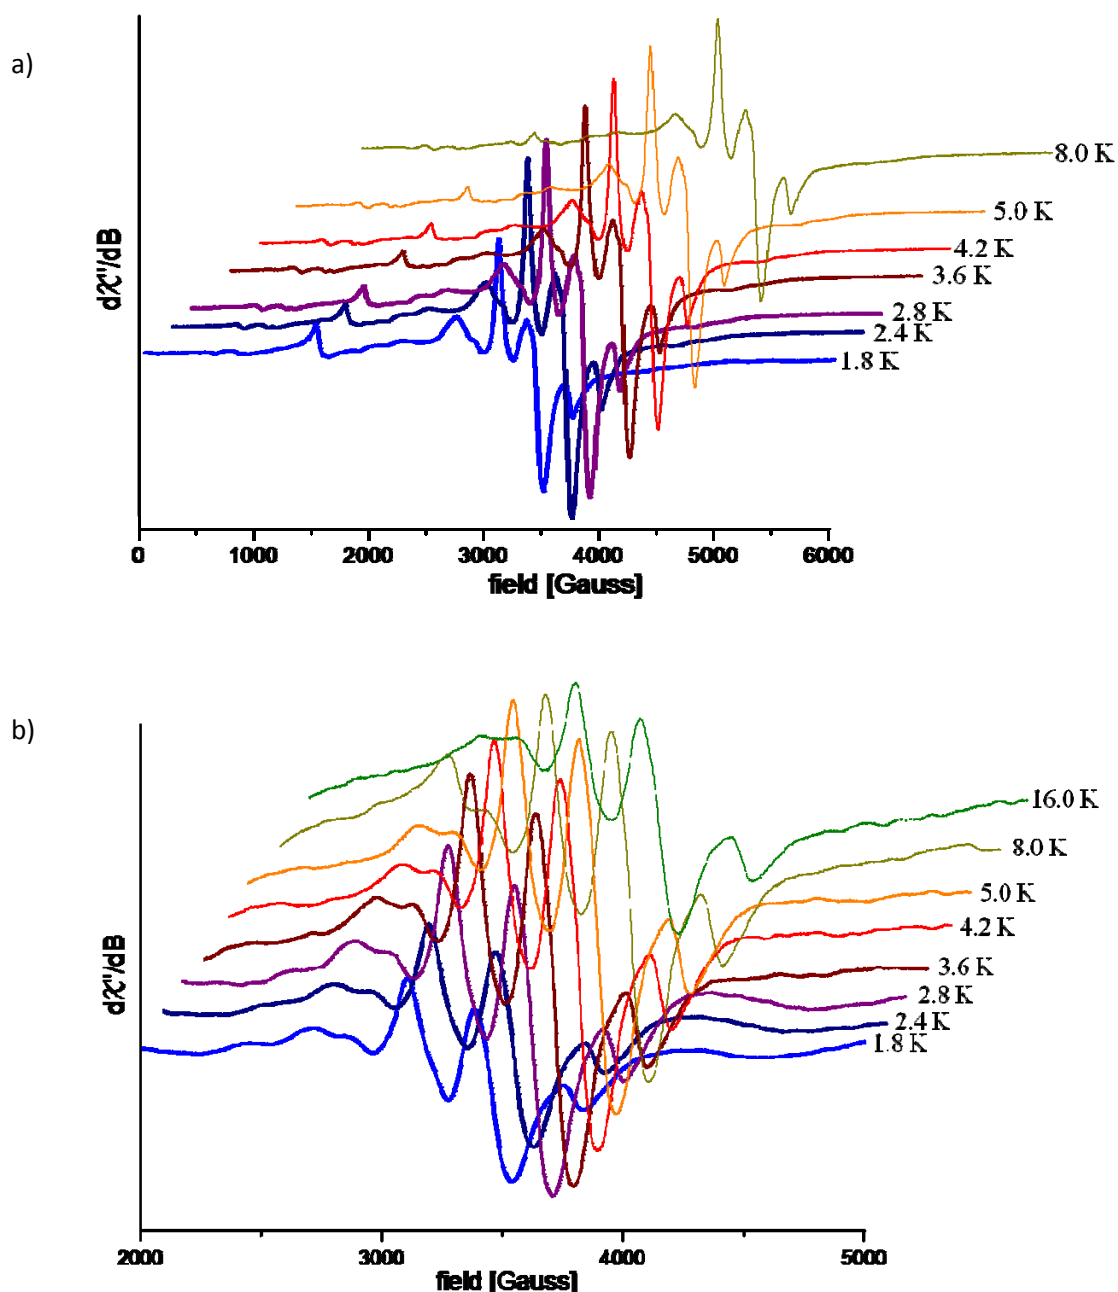 a)
dX''/dB
8.0 K
5.0 K
4.2 K
3.6 K
2.8 K
2.4 K
1.8 K
0 1000 2000 3000 4000 5000 6000
field [Gauss]
b)
dX''/dB
16.0 K
8.0 K
5.0 K
4.2 K
3.6 K
2.8 K
2.4 K
1.8 K
2000 3000 4000 5000
field [Gauss]